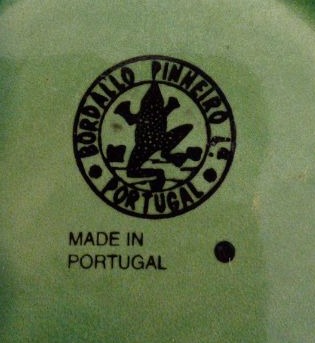 BORDALLO PINHEIRO L.S.
PORTUGAL
MADE IN
PORTUGAL